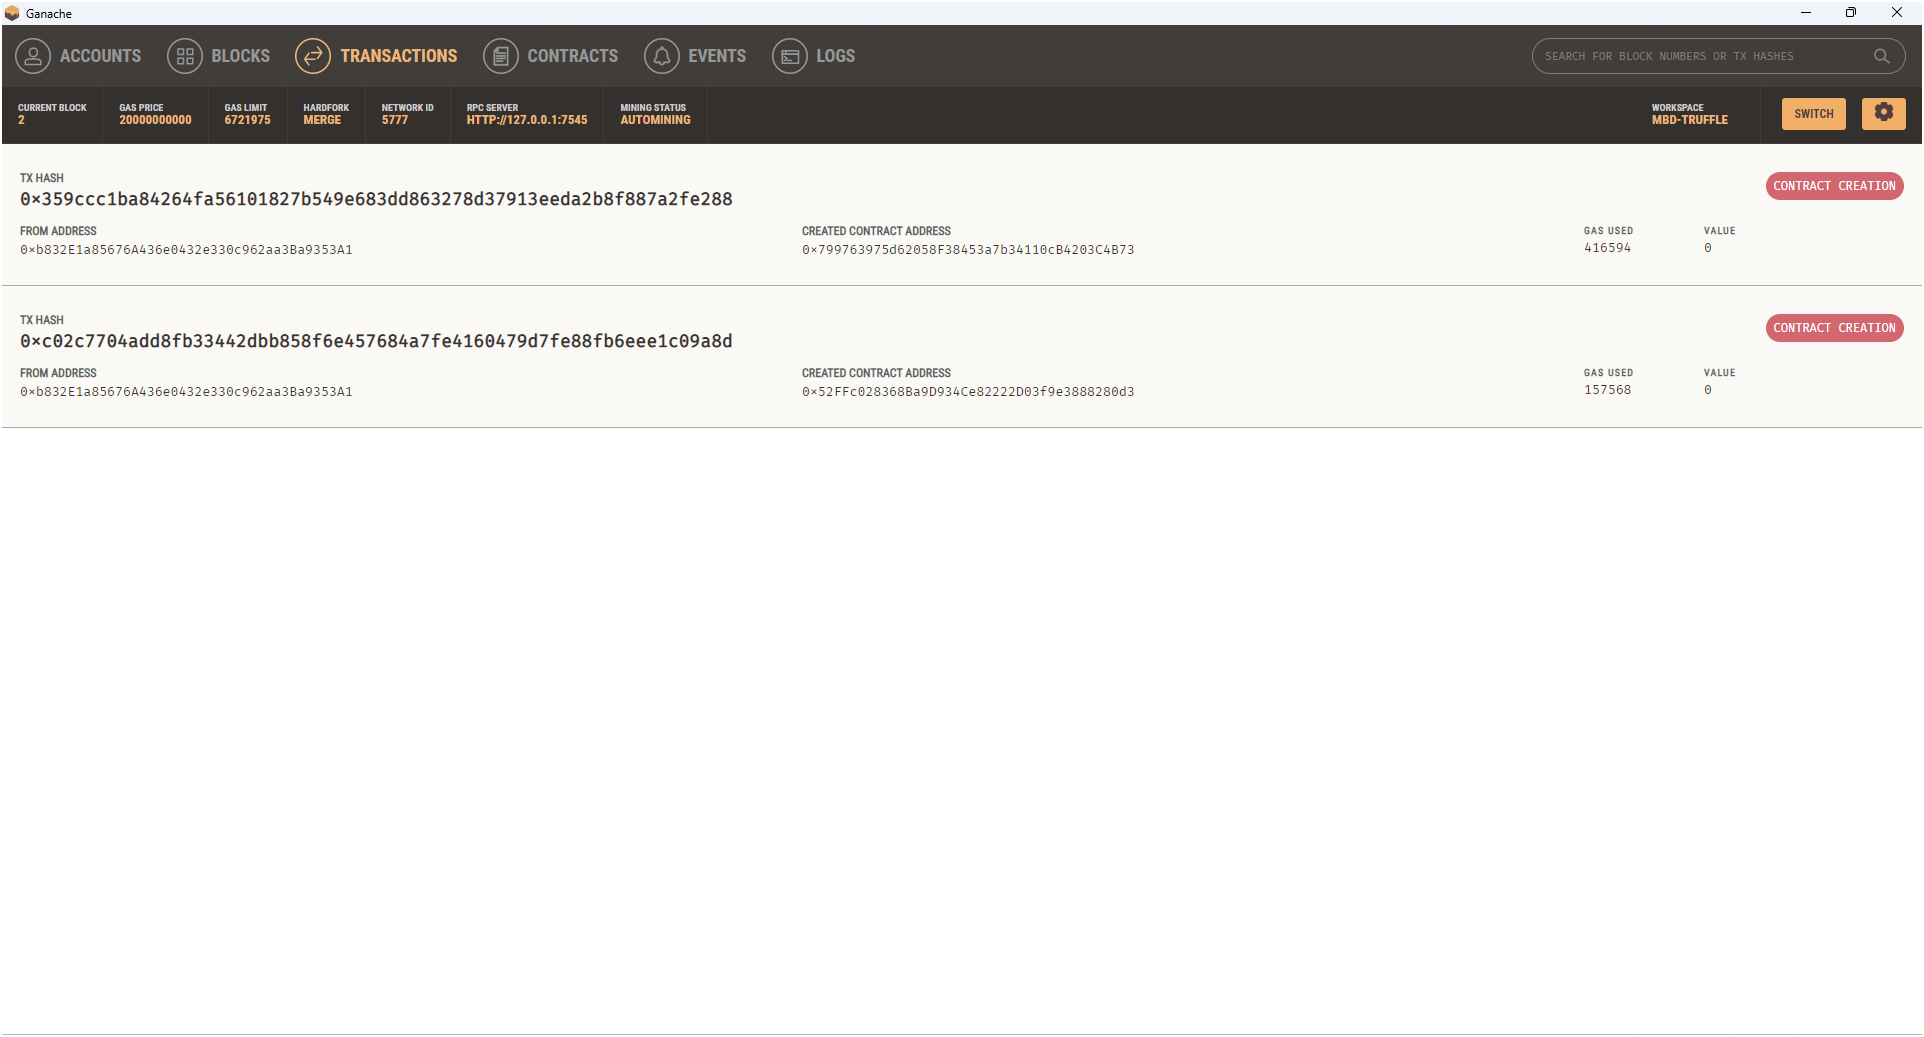 Ganache
ACCOUNTS BLOCKS TRANSACTIONS CONTRACTS EVENTS LOGS SEARCH FOR BLOCK NUMBERS OR TX HASHES
CURRENT BLOCK GAS PRICE GAS LIMIT HARDFORK NETWORK ID RPC SERVER MINING STATUS WORKSPACE
2 20000000000 6721975 MERGE 5777 HTTP://127.0.0.1:7545 AUTOMINING MBD-TRUFFLE SWITCH
TX HASH
0×359ccc1ba84264fa56101827b549e683dd863278d37913eeda2b8f887a2fe288 CONTRACT CREATION
FROM ADDRESS CREATED CONTRACT ADDRESS GAS USED VALUE
0×b832E1a85676A436e0432e330c962aa3Ba9353A1 0×799763975d62058F38453a7b34110cB4203C4B73 416594 0
TX HASH
0×c02c7704add8fb33442dbb858f6e457684a7fe4160479d7fe88fb6eee1c09a8d CONTRACT CREATION
FROM ADDRESS CREATED CONTRACT ADDRESS GAS USED VALUE
0×b832E1a85676A436e0432e330c962aa3Ba9353A1 0×52FFc028368Ba9D934Ce82222D03f9e3888280d3 157568 0